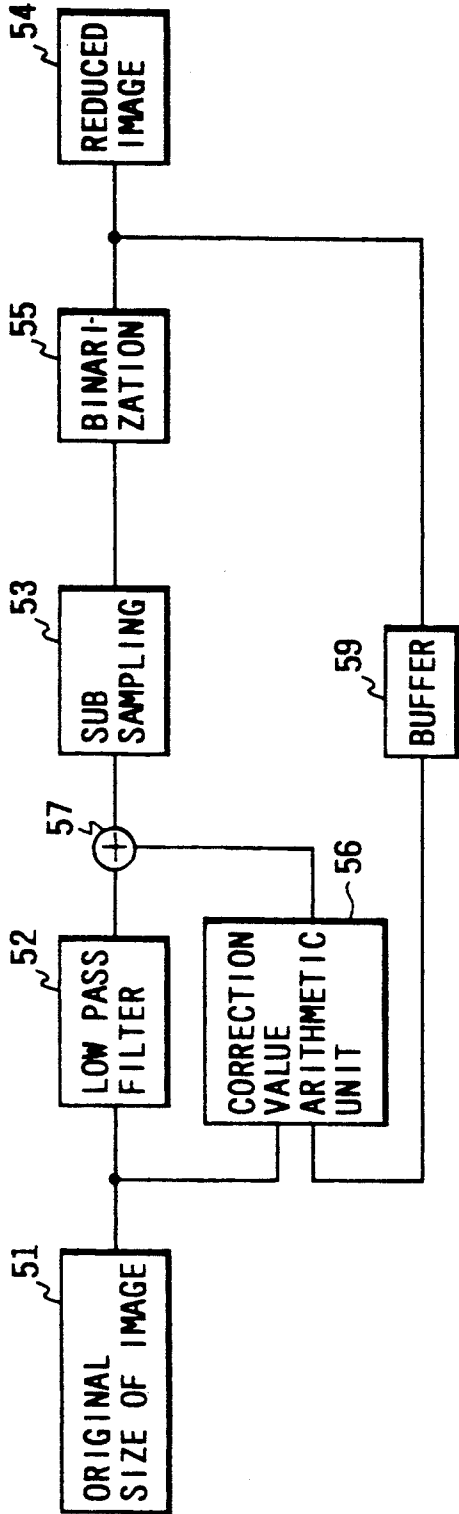 51
ORIGINAL
SIZE OF IMAGE
52
LOW PASS
FILTER
57
+
53
SUB
SAMPLING
55
BINARI-
ZATION
54
REDUCED
IMAGE
56
CORRECTION
VALUE
ARITHMETIC
UNIT
59
BUFFER